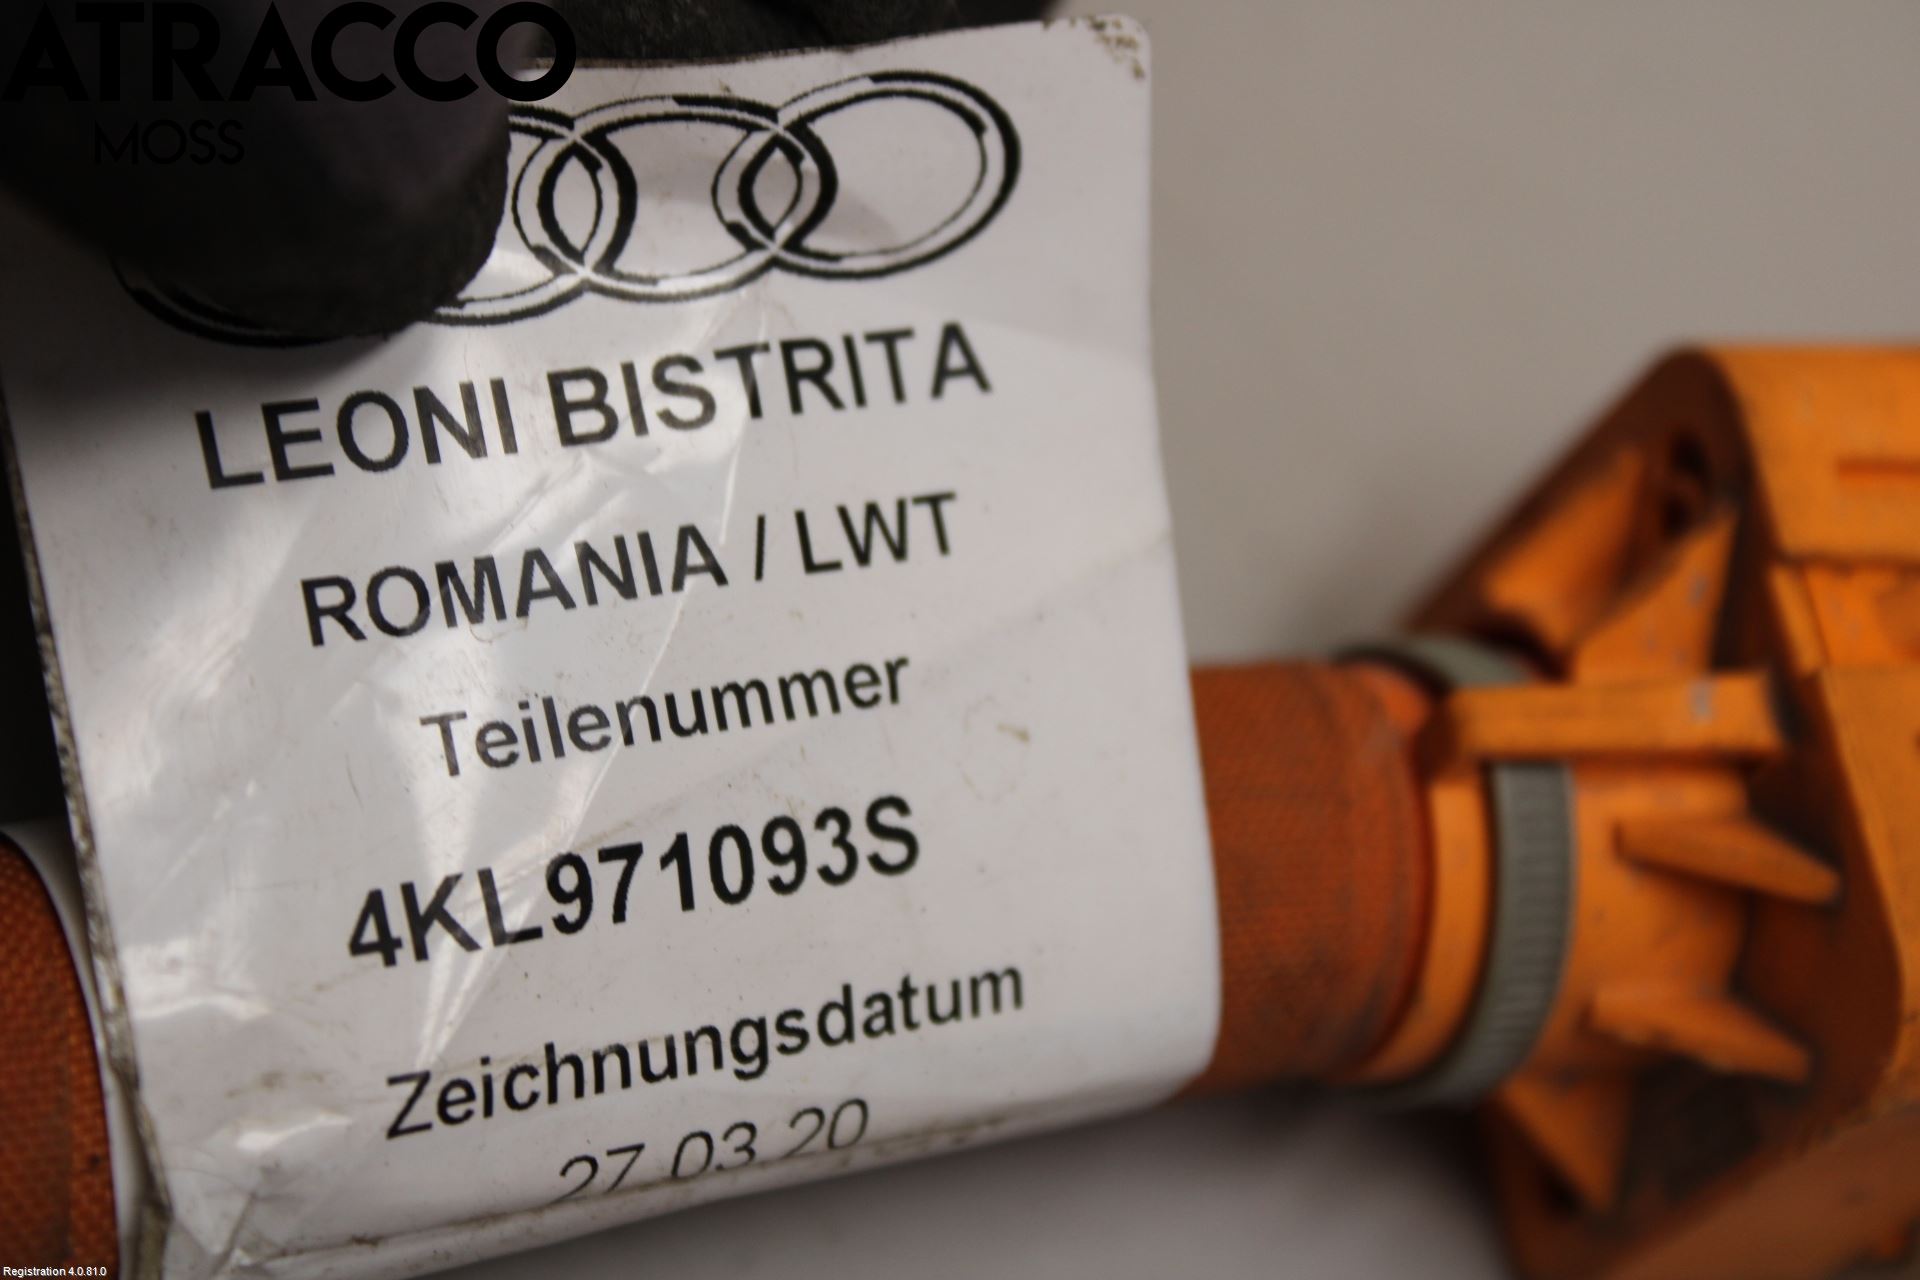 ATRACCO
MOSS
LEONI BISTRITA
ROMANIA / LWT
Teilenummer
4KL971093S
Zeichnungsdatum
27.03.20
Registration 4.0.81.0